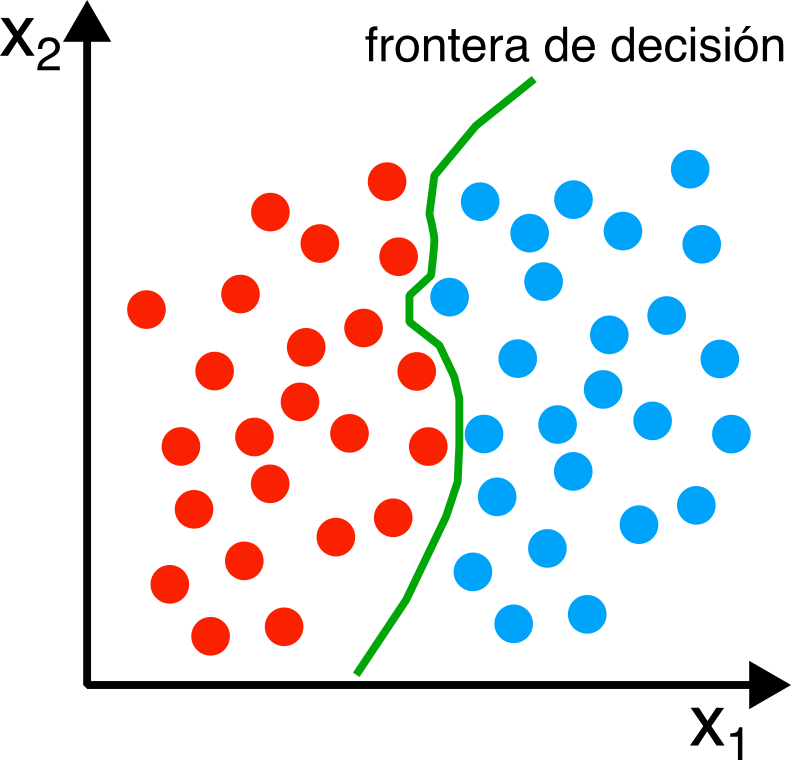 frontera de decisión
x₂
x₁